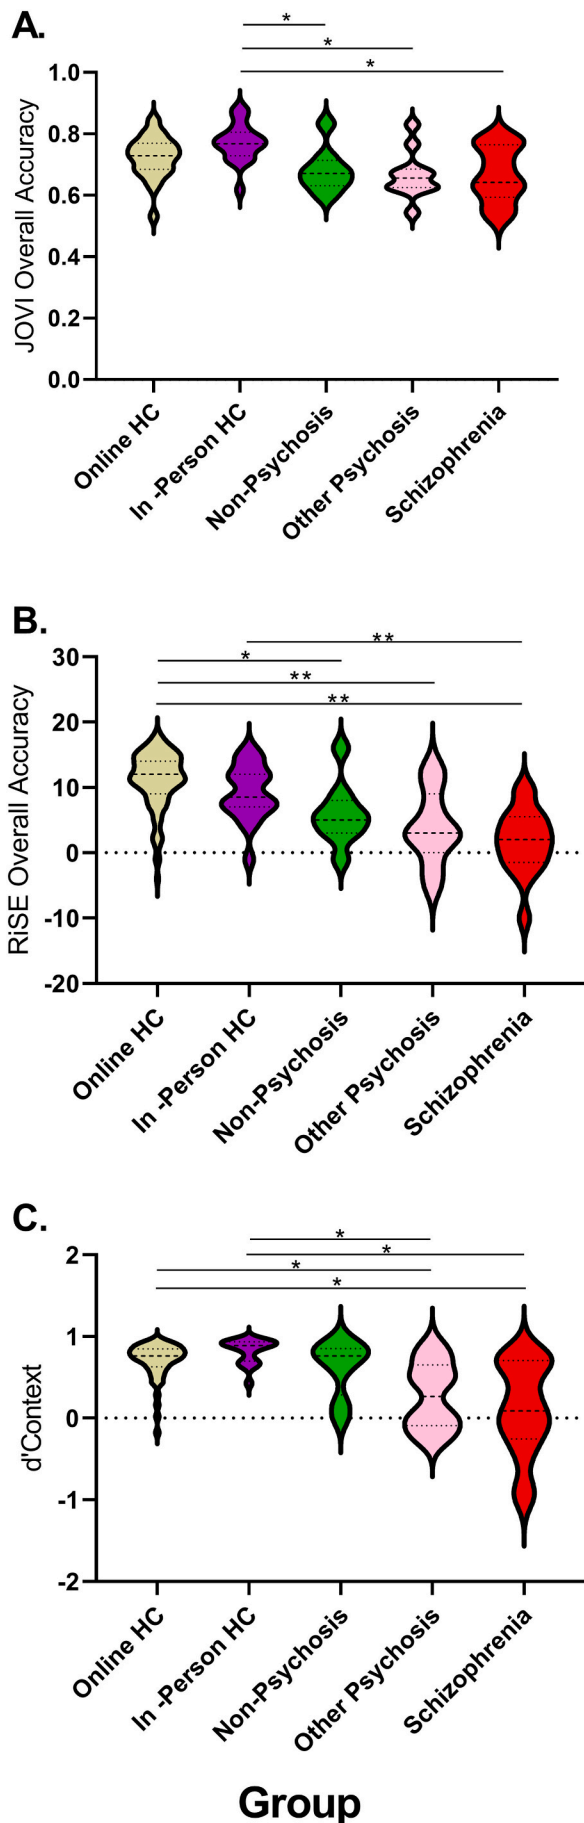 A.
*
*
*
1.0
0.8
0.6
0.4
0.2
0.0
JOVI Overall Accuracy
Online HC
In -Person HC
Non-Psychosis
Other Psychosis
Schizophrenia
B.
**
*
**
**
30
20
10
0
-10
-20
RiSE Overall Accuracy
Online HC
In -Person HC
Non-Psychosis
Other Psychosis
Schizophrenia
C.
*
*
*
*
2
1
0
-1
-2
d'Context
Online HC
In -Person HC
Non-Psychosis
Other Psychosis
Schizophrenia
Group